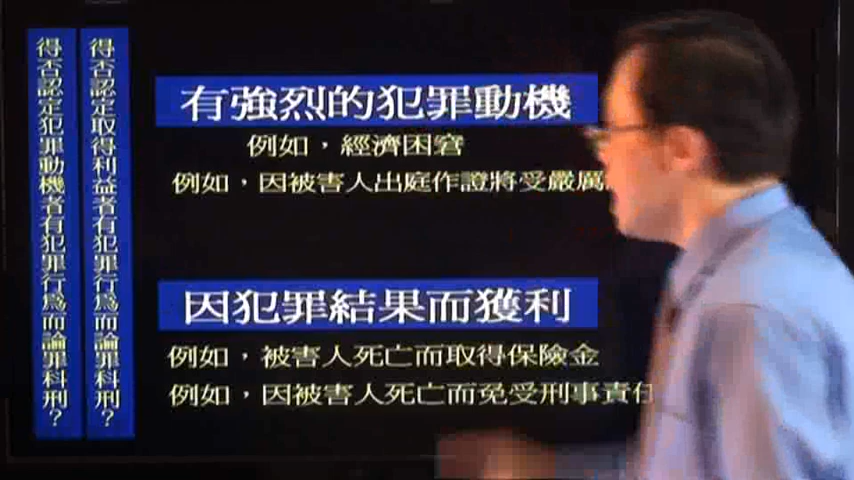 得否認定犯罪動機者有犯罪行爲而論罪科刑？
得否認定取得利益者有犯罪行爲而論罪科刑？
有強烈的犯罪動機
例如，經濟困窘
例如，因被害人出庭作證將受嚴厲
因犯罪結果而獲利
例如，被害人死亡而取得保險金
例如，因被害人死亡而免受刑事責任